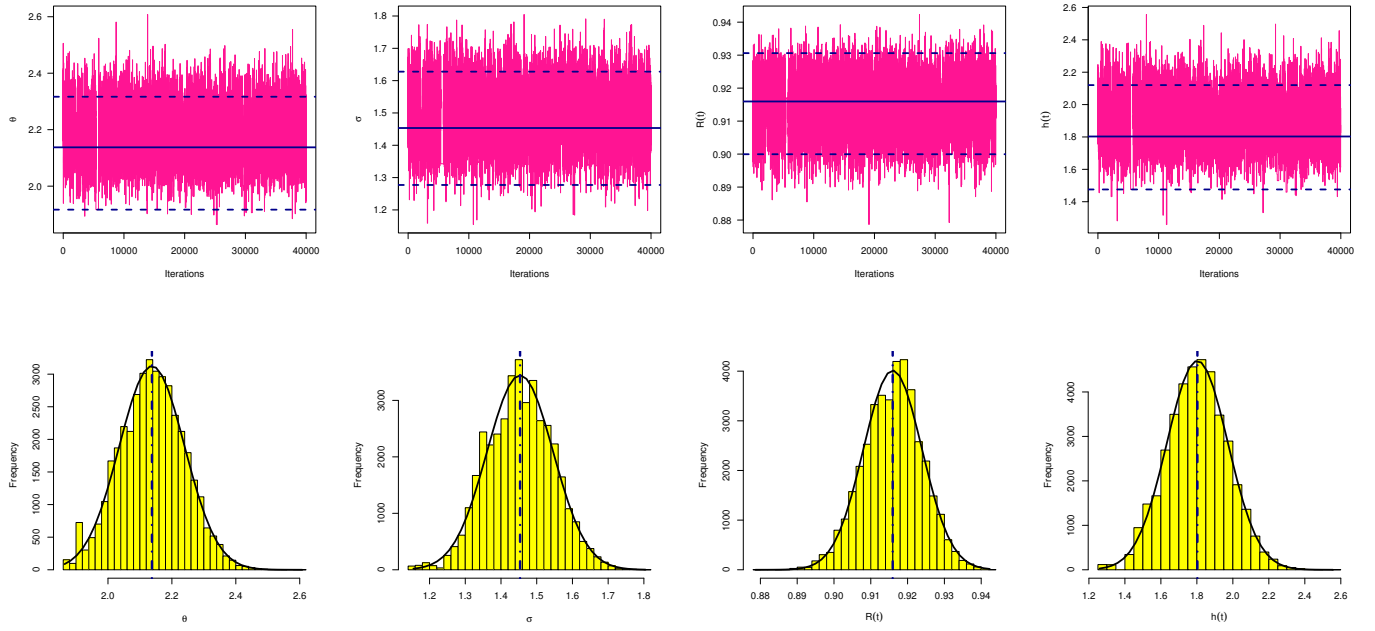 θ
2.0 2.2 2.4 2.6
0 10000 20000 30000 40000
Iterations
σ
1.2 1.3 1.4 1.5 1.6 1.7 1.8
0 10000 20000 30000 40000
Iterations
R(t)
0.88 0.89 0.90 0.91 0.92 0.93 0.94
0 10000 20000 30000 40000
Iterations
h(t)
1.4 1.6 1.8 2.0 2.2 2.4 2.6
0 10000 20000 30000 40000
Iterations
Frequency
0 500 1000 1500 2000 2500 3000
2.0 2.2 2.4 2.6
θ
Frequency
0 1000 2000 3000
1.2 1.3 1.4 1.5 1.6 1.7 1.8
σ
Frequency
0 1000 2000 3000 4000
0.88 0.89 0.90 0.91 0.92 0.93 0.94
R(t)
Frequency
0 1000 2000 3000 4000
1.2 1.4 1.6 1.8 2.0 2.2 2.4 2.6
h(t)